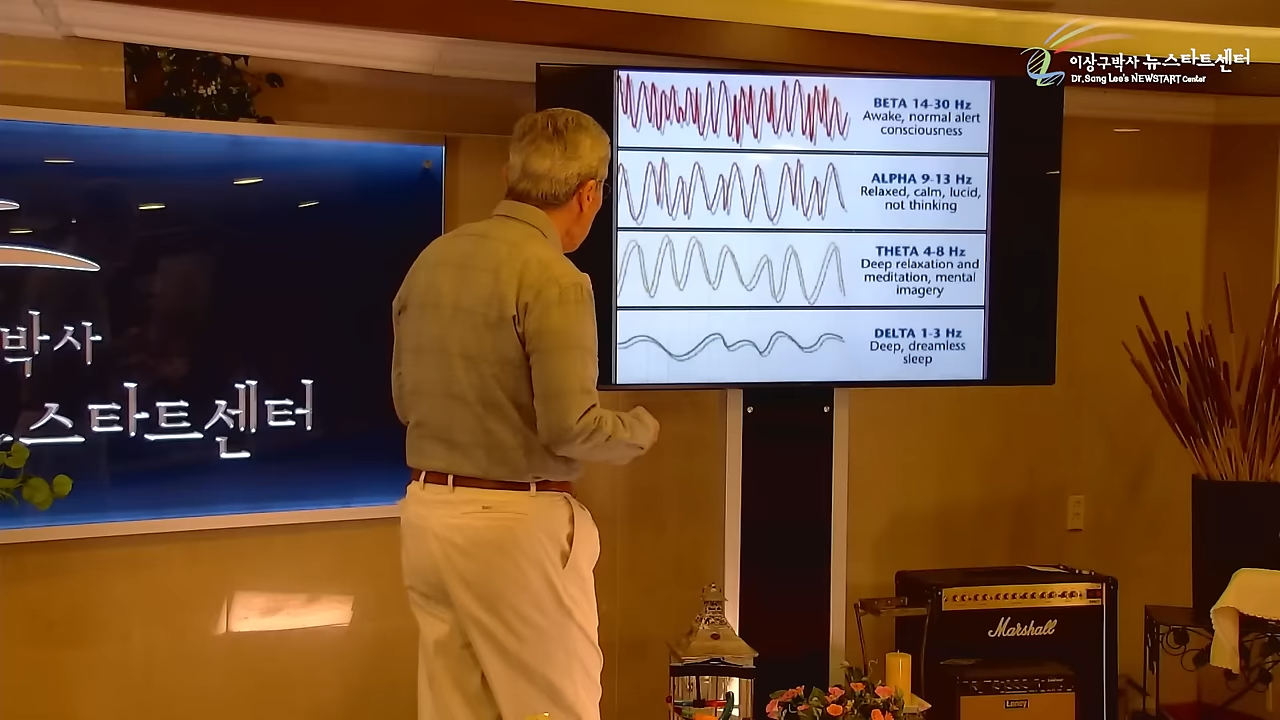 이상구박사 뉴스타트센터
Dr. Sang Lee's NEWSTART Center
BETA 14-30 Hz
Awake, normal alert
consciousness
ALPHA 9-13 Hz
Relaxed, calm, lucid,
not thinking
THETA 4-8 Hz
Deep relaxation and
meditation, mental
imagery
DELTA 1-3 Hz
Deep, dreamless
sleep
박사
스타트센터
Marshall
Laney